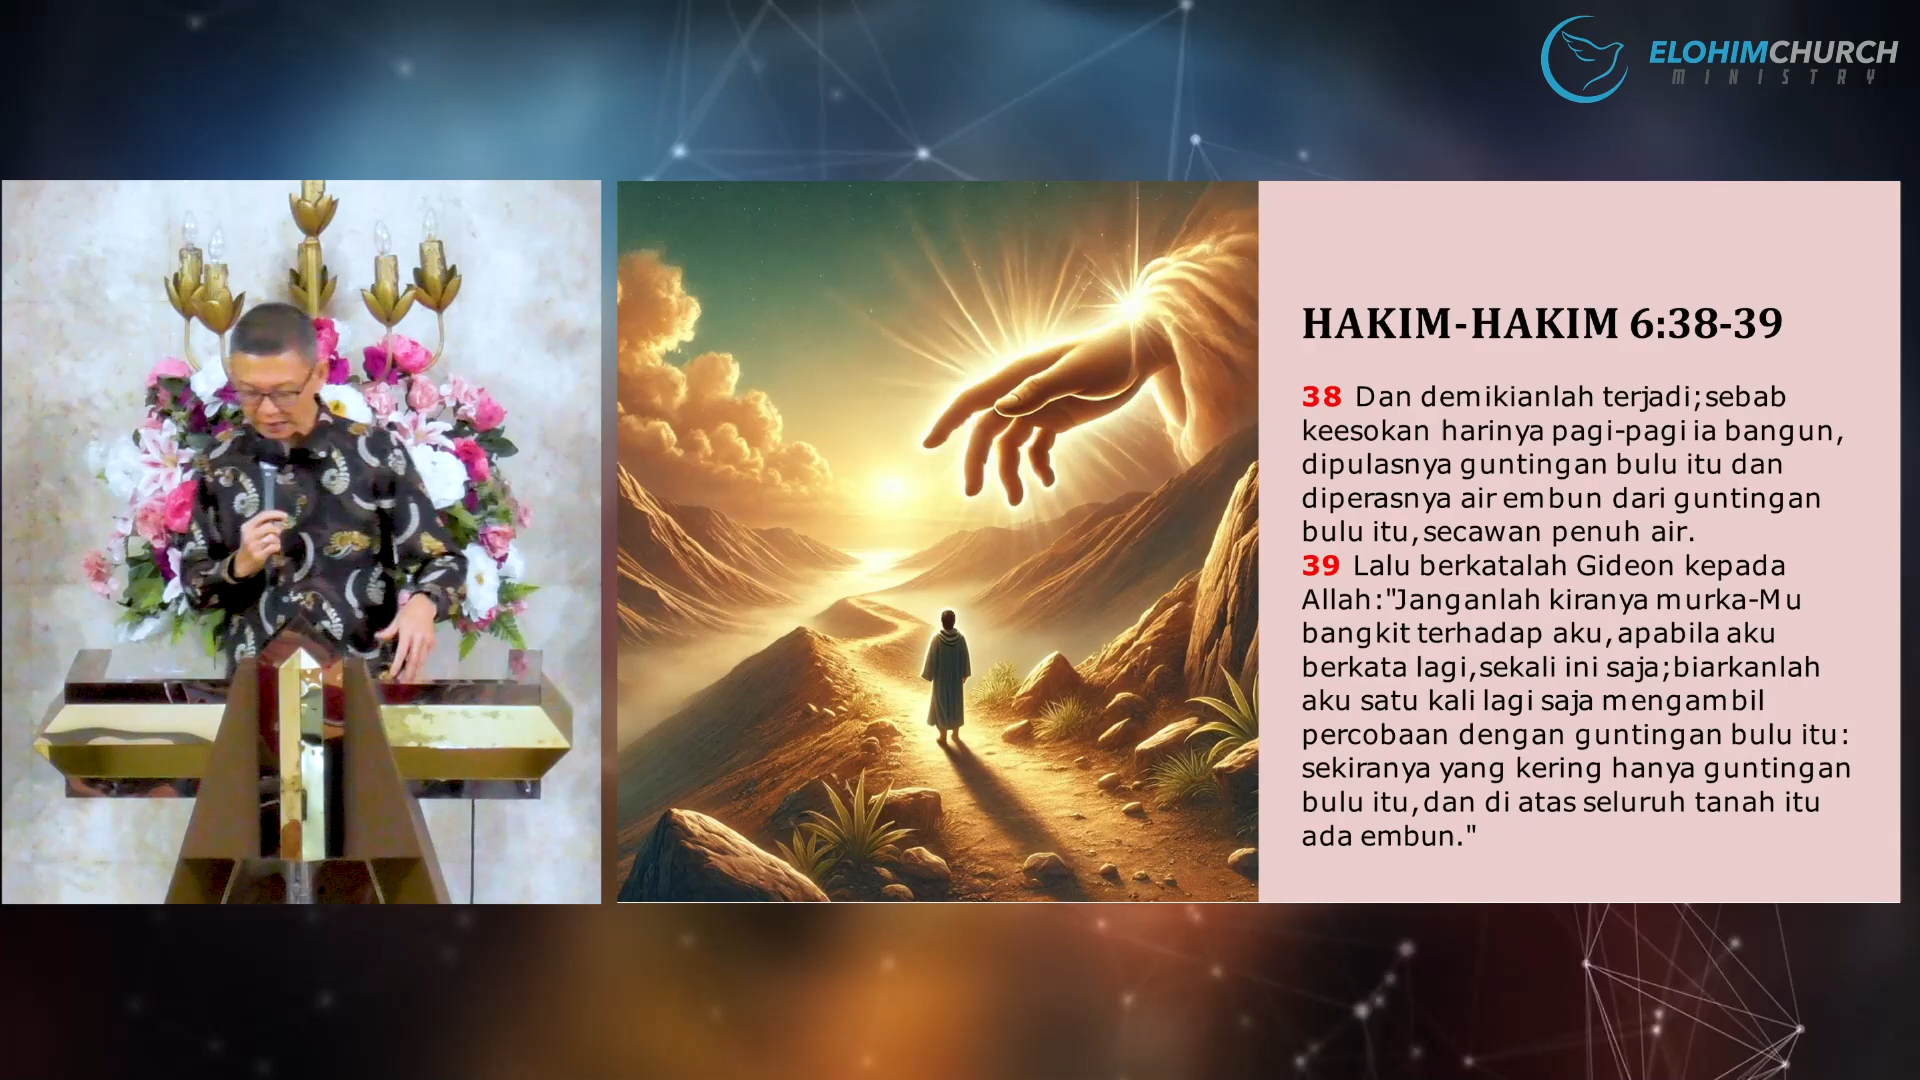 ELOHIMCHURCH
MINISTRY
HAKIM-HAKIM 6:38-39
38 Dan demikianlah terjadi; sebab
keesokan harinya pagi-pagi ia bangun,
dipulasnya guntingan bulu itu dan
diperasnya air embun dari guntingan
bulu itu, secawan penuh air.
39 Lalu berkatalah Gideon kepada
Allah: "Janganlah kiranya murka-Mu
bangkit terhadap aku, apabila aku
berkata lagi, sekali ini saja; biarkanlah
aku satu kali lagi saja mengambil
percobaan dengan guntingan bulu itu:
sekiranya yang kering hanya guntingan
bulu itu, dan di atas seluruh tanah itu
ada embun."